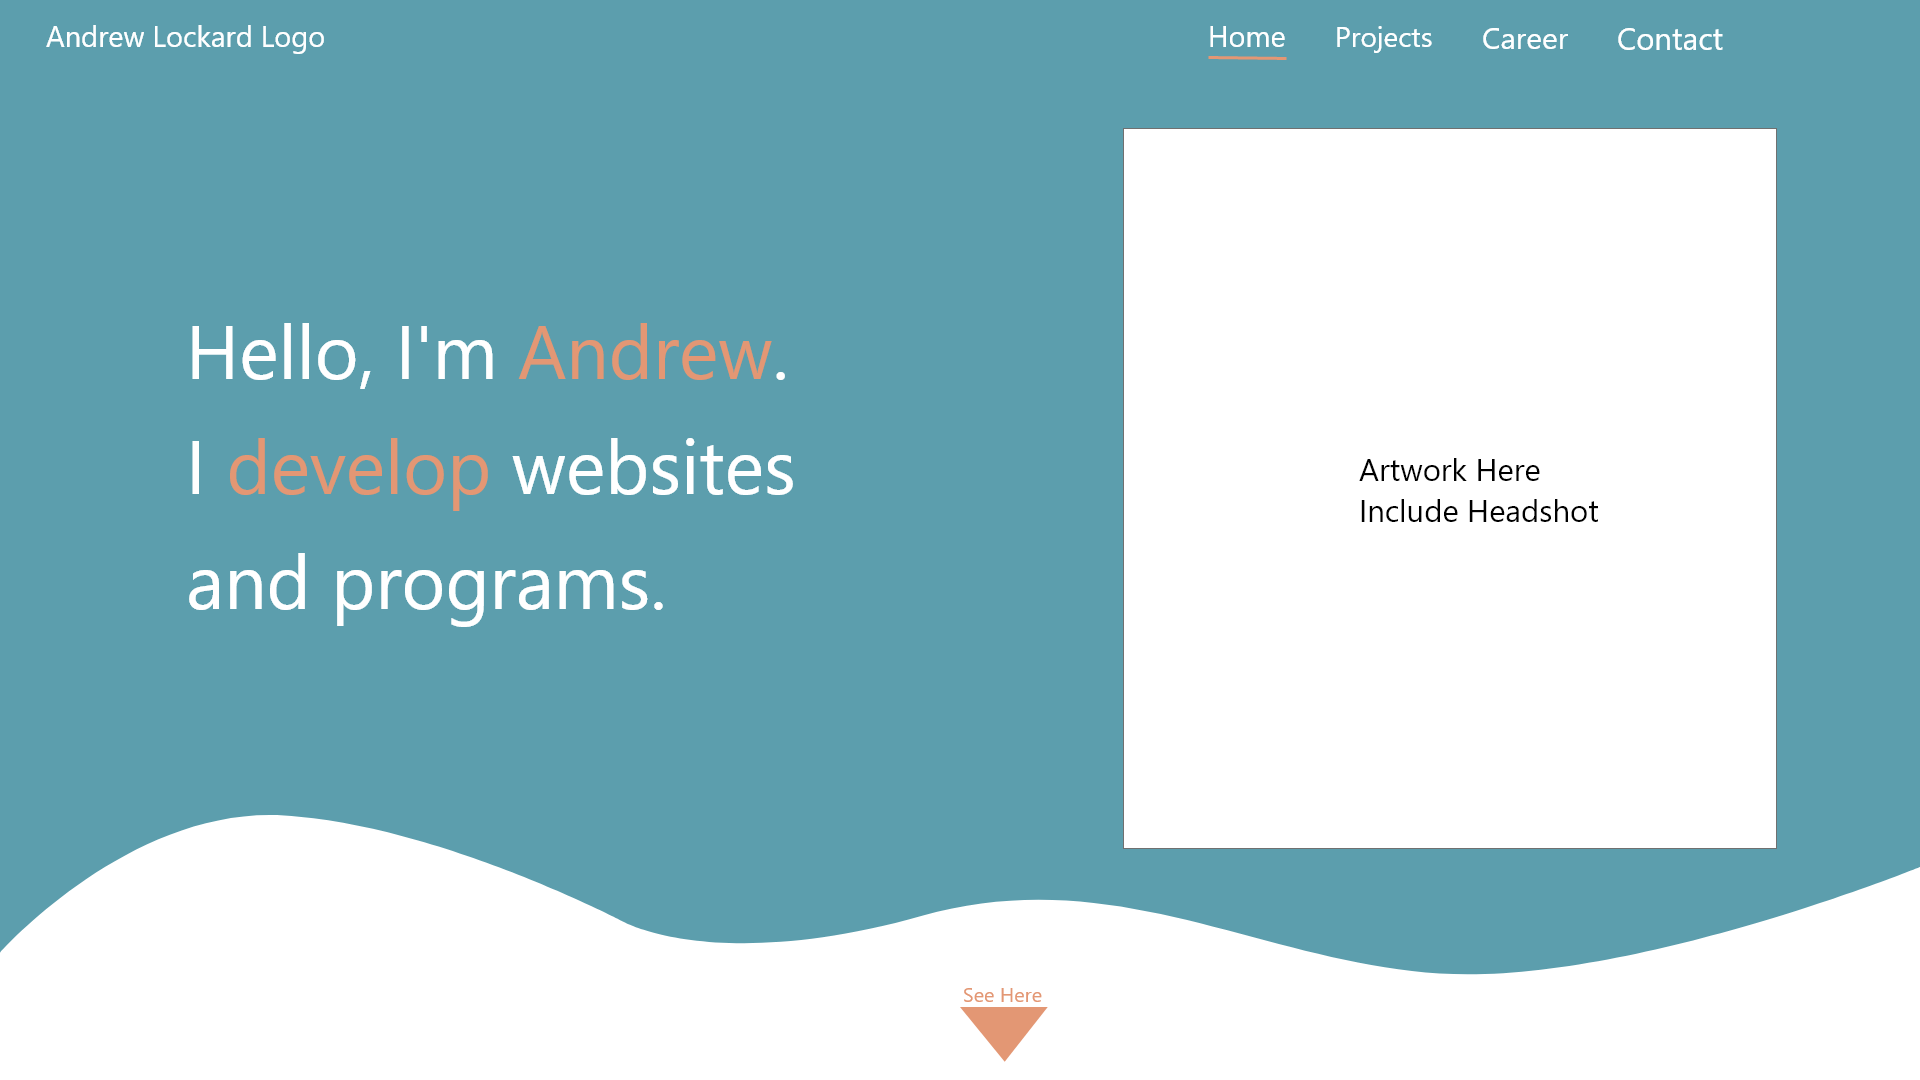 Andrew Lockard Logo
Home Projects Career Contact
Hello, I'm Andrew.
I develop websites
and programs.
Artwork Here
Include Headshot
See Here